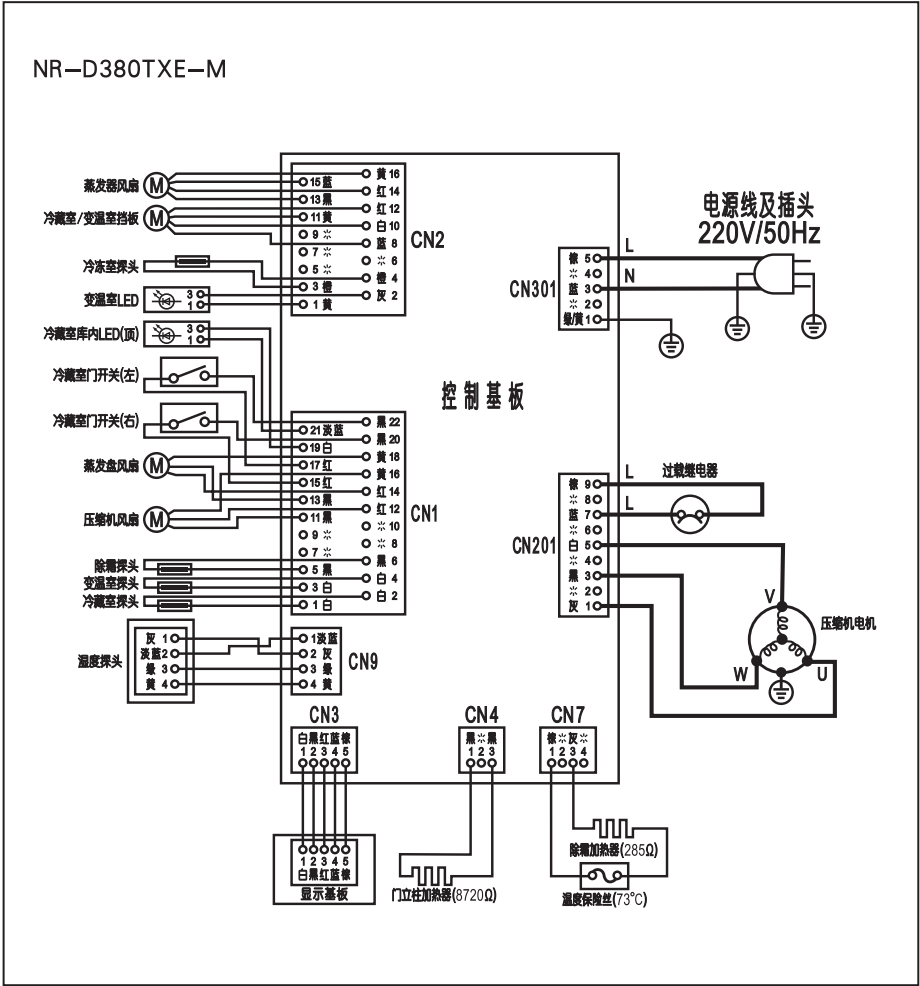 NR-D380TXE-M
蒸发器风扇 M
冷藏室/变温室挡板 M
冷冻室探头
变温室LED 3 1
冷藏室库内LED(顶) 3 1
冷藏室门开关(左)
冷藏室门开关(右)
蒸发盘风扇 M
压缩机风扇 M
除霜探头
变温室探头
冷藏室探头
湿度探头
灰 1
淡蓝 2
绿 3
黄 4
黄 16
15 蓝
红 14
13 黑
红 12
11 黄
白 10
9 ※
蓝 8
7 ※
※ 6
5 ※
橙 4
3 橙
灰 2
1 黄
CN2
黑 22
21 淡蓝
黑 20
19 白
黄 18
17 红
黄 16
15 红
红 14
13 黑
红 12
11 黑
※ 10
9 ※
※ 8
7 ※
黑 6
5 黑
白 4
3 白
白 2
1 白
CN1
1 淡蓝
2 灰
3 绿
4 黄
CN9
控制基板
CN301
棕 5
※ 4
蓝 3
※ 2
绿/黄 1
L
N
电源线及插头
220V/50Hz
CN201
棕 9
※ 8
蓝 7
※ 6
白 5
※ 4
黑 3
※ 2
灰 1
L
L
过载继电器
V
W
U
压缩机电机
CN3
白黑红蓝棕
1 2 3 4 5
1 2 3 4 5
白黑红蓝棕
显示基板
CN4
黑※黑
1 2 3
门立柱加热器(8720Ω)
CN7
棕※灰※
1 2 3 4
除霜加热器(285Ω)
温度保险丝(73℃)